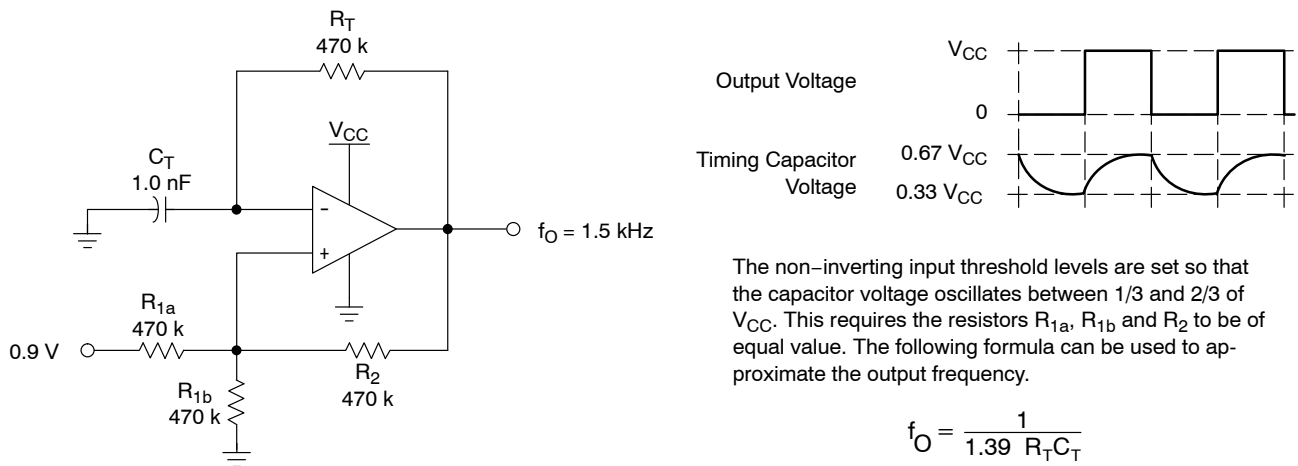 R_T
470 k
V_CC
C_T
1.0 nF
-
+
f_O = 1.5 kHz
R_1a
470 k
0.9 V
R_1b
470 k
R_2
470 k
V_CC
Output Voltage
0
Timing Capacitor
Voltage
0.67 V_CC
0.33 V_CC
The non−inverting input threshold levels are set so that
the capacitor voltage oscillates between 1/3 and 2/3 of
V_CC. This requires the resistors R_1a, R_1b and R_2 to be of
equal value. The following formula can be used to ap-
proximate the output frequency.
f_O = 1 / 1.39 R_TC_T